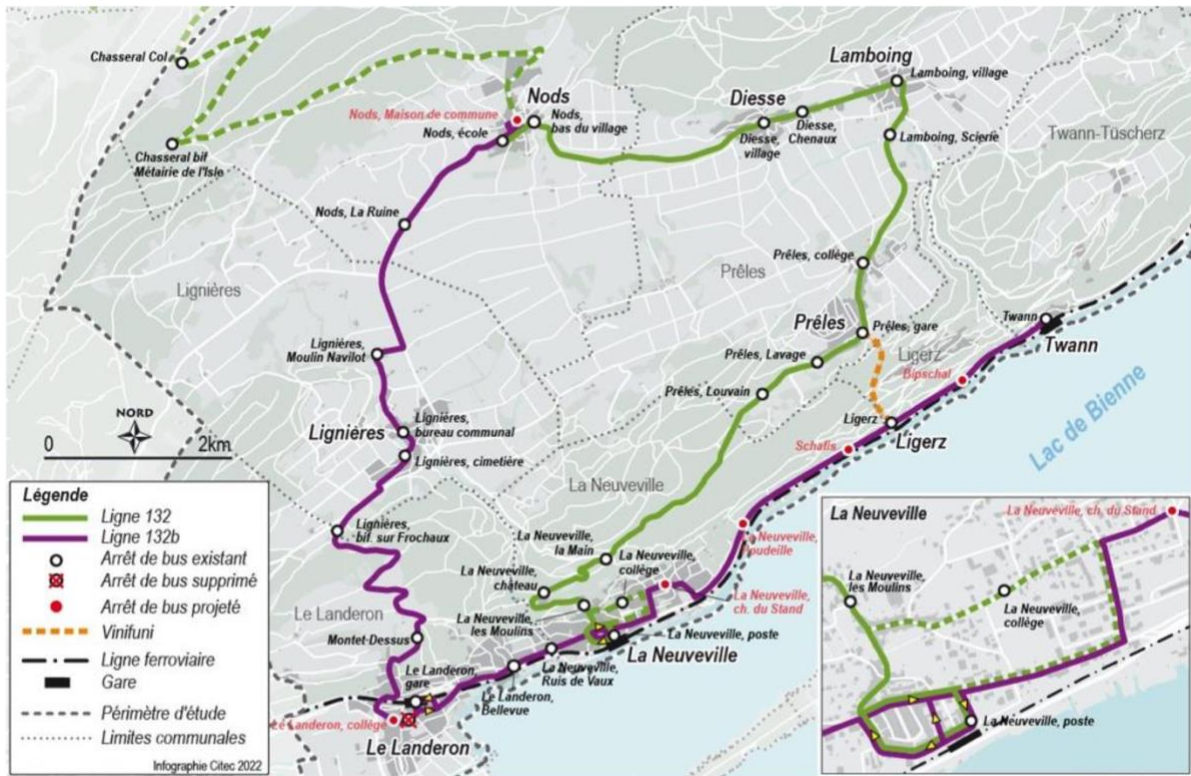 Chasseral Col
Chasseral bif
Métairie de l'Isle
Nods, Maison de commune
Nods
Nods,
bas du village
Nods, école
Nods, La Ruine
Diesse
Diesse,
village
Diesse,
Chenaux
Lamboing
Lamboing, village
Lamboing, Scierie
Twann-Tüscherz
Lignières
Prêles
Prêles, collège
Prêles
Prêles, gare
Prêles, Lavage
Prêles, Louvain
Ligerz
Bipschal
Twann
Twann
Ligerz
Ligerz
Schafis
Lac de Bienne
Lignières,
Moulin Navilot
Lignières
Lignières,
bureau communal
Lignières, cimetière
Lignières,
bif. sur Frochaux
NORD
0 2km
La Neuveville
La Neuveville,
la Main
La Neuveville,
collège
La Neuveville,
château
La Neuveville,
les Moulins
La Neuveville,
Poudeille
La Neuveville,
ch. du Stand
La Neuveville, poste
La Neuveville
La Neuveville,
Ruis de Vaux
Le Landeron
Montet-Dessus
Le Landeron,
gare
Le Landeron,
Bellevue
Le Landeron, collège
Le Landeron
Légende
Ligne 132
Ligne 132b
Arrêt de bus existant
Arrêt de bus supprimé
Arrêt de bus projeté
Vinifuni
Ligne ferroviaire
Gare
Périmètre d'étude
Limites communales
Infographie Citec 2022
La Neuveville
La Neuveville, ch. du Stand
La Neuveville,
les Moulins
La Neuveville,
collège
La Neuveville, poste